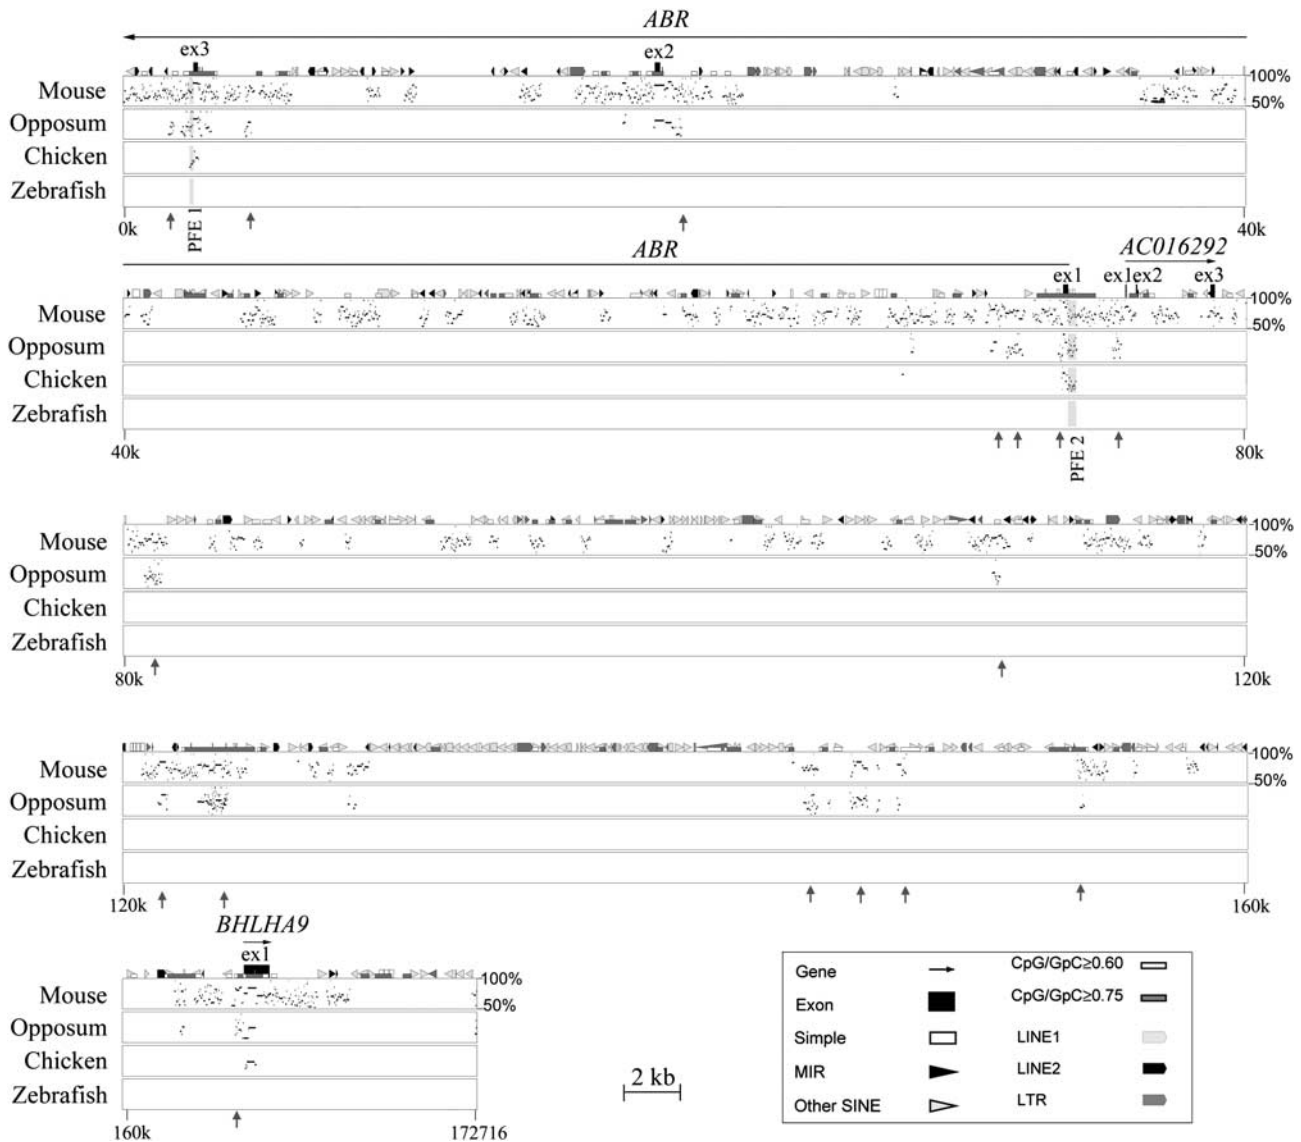 ABR
ex3 ex2
Mouse 100%
50%
Opposum
Chicken
Zebrafish
0k PFE 1 40k
ABR AC016292
ex1 ex1 ex2 ex3
Mouse 100%
50%
Opposum
Chicken
Zebrafish
40k PFE 2 80k
Mouse 100%
50%
Opposum
Chicken
Zebrafish
80k 120k
Mouse 100%
50%
Opposum
Chicken
Zebrafish
120k 160k
BHLHA9
ex1
Mouse 100%
50%
Opposum
Chicken
Zebrafish
160k 172716
2 kb
Gene CpG/GpC≥0.60
Exon CpG/GpC≥0.75
Simple LINE1
MIR LINE2
Other SINE LTR